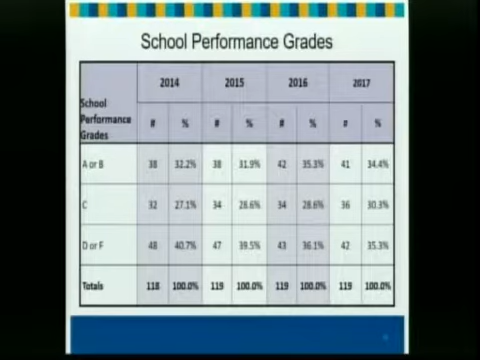 School Performance Grades
School Performance Grades 2014 2015 2016 2017
# % # % # % # %
A or B 38 32.2% 38 31.9% 42 35.3% 41 34.4%
C 32 27.1% 34 28.6% 34 28.6% 36 30.3%
D or F 48 40.7% 47 39.5% 43 36.1% 42 35.3%
Totals 118 100.0% 119 100.0% 119 100.0% 119 100.0%